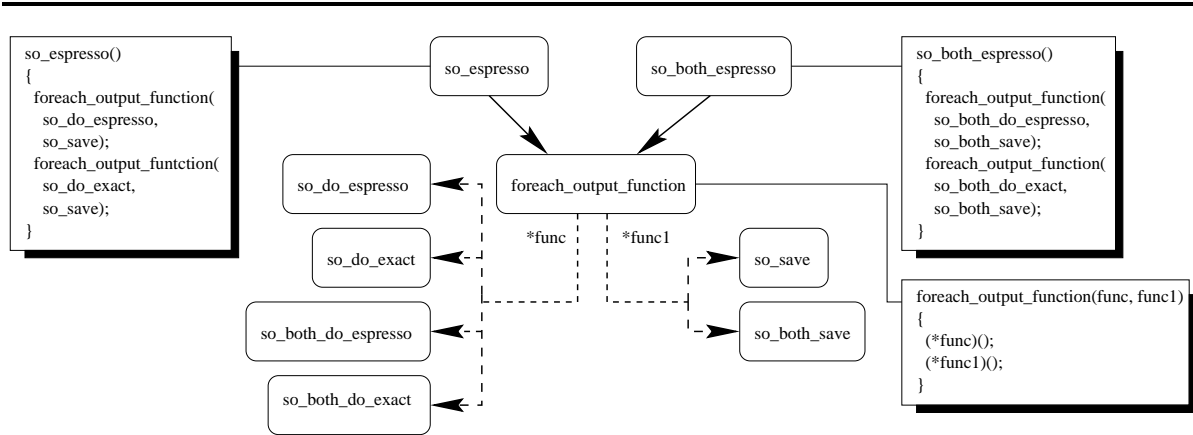 so_espresso()
{
foreach_output_function(
so_do_espresso,
so_save);
foreach_output_funtction(
so_do_exact,
so_save);
}
so_espresso
so_both_espresso
so_both_espresso()
{
foreach_output_function(
so_both_do_espresso,
so_both_save);
foreach_output_function(
so_both_do_exact,
so_both_save);
}
foreach_output_function
*func
*func1
so_do_espresso
so_do_exact
so_both_do_espresso
so_both_do_exact
so_save
so_both_save
foreach_output_function(func, func1)
{
(*func)();
(*func1)();
}